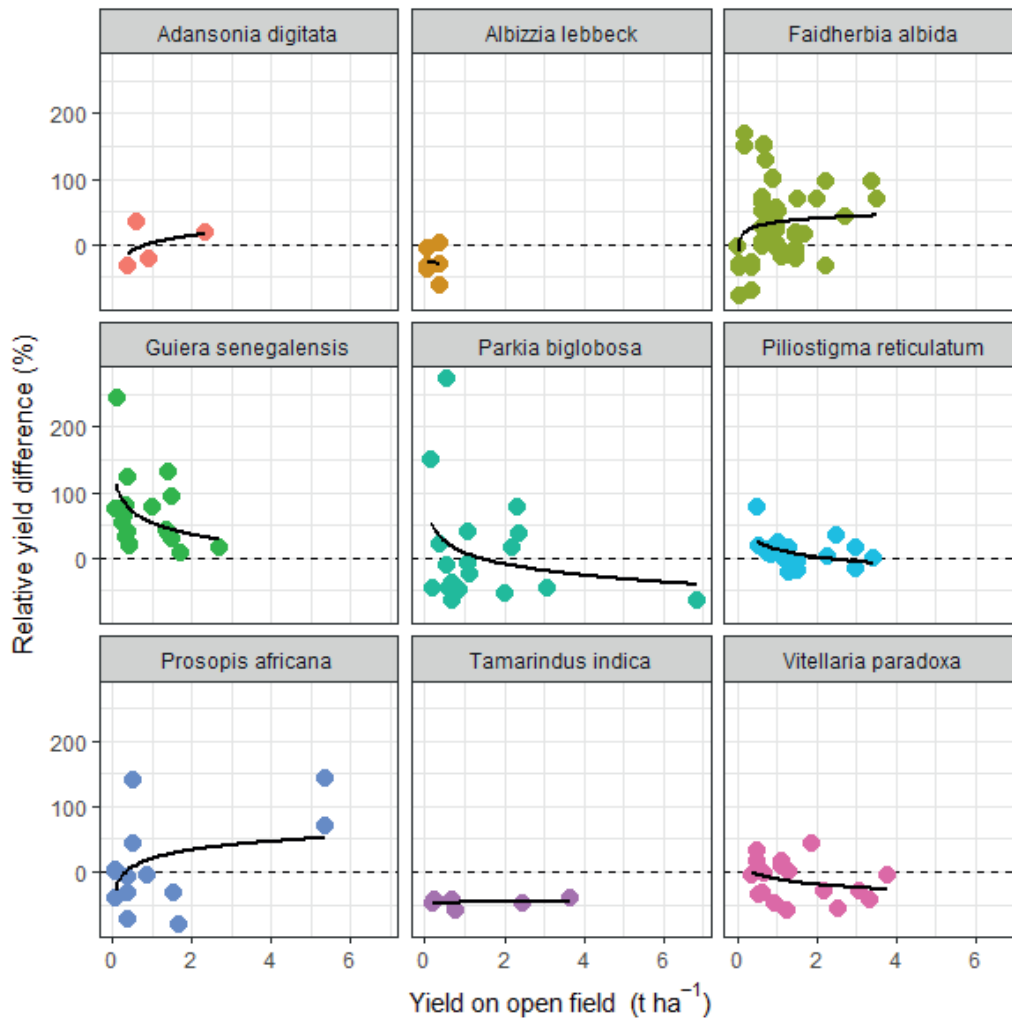 Adansonia digitata Albizzia lebbeck Faidherbia albida
200
100
0
Guiera senegalensis Parkia biglobosa Piliostigma reticulatum
200
100
0
Prosopis africana Tamarindus indica Vitellaria paradoxa
200
100
0
0 2 4 6 0 2 4 6 0 2 4 6
Yield on open field (t ha⁻¹)
Relative yield difference (%)